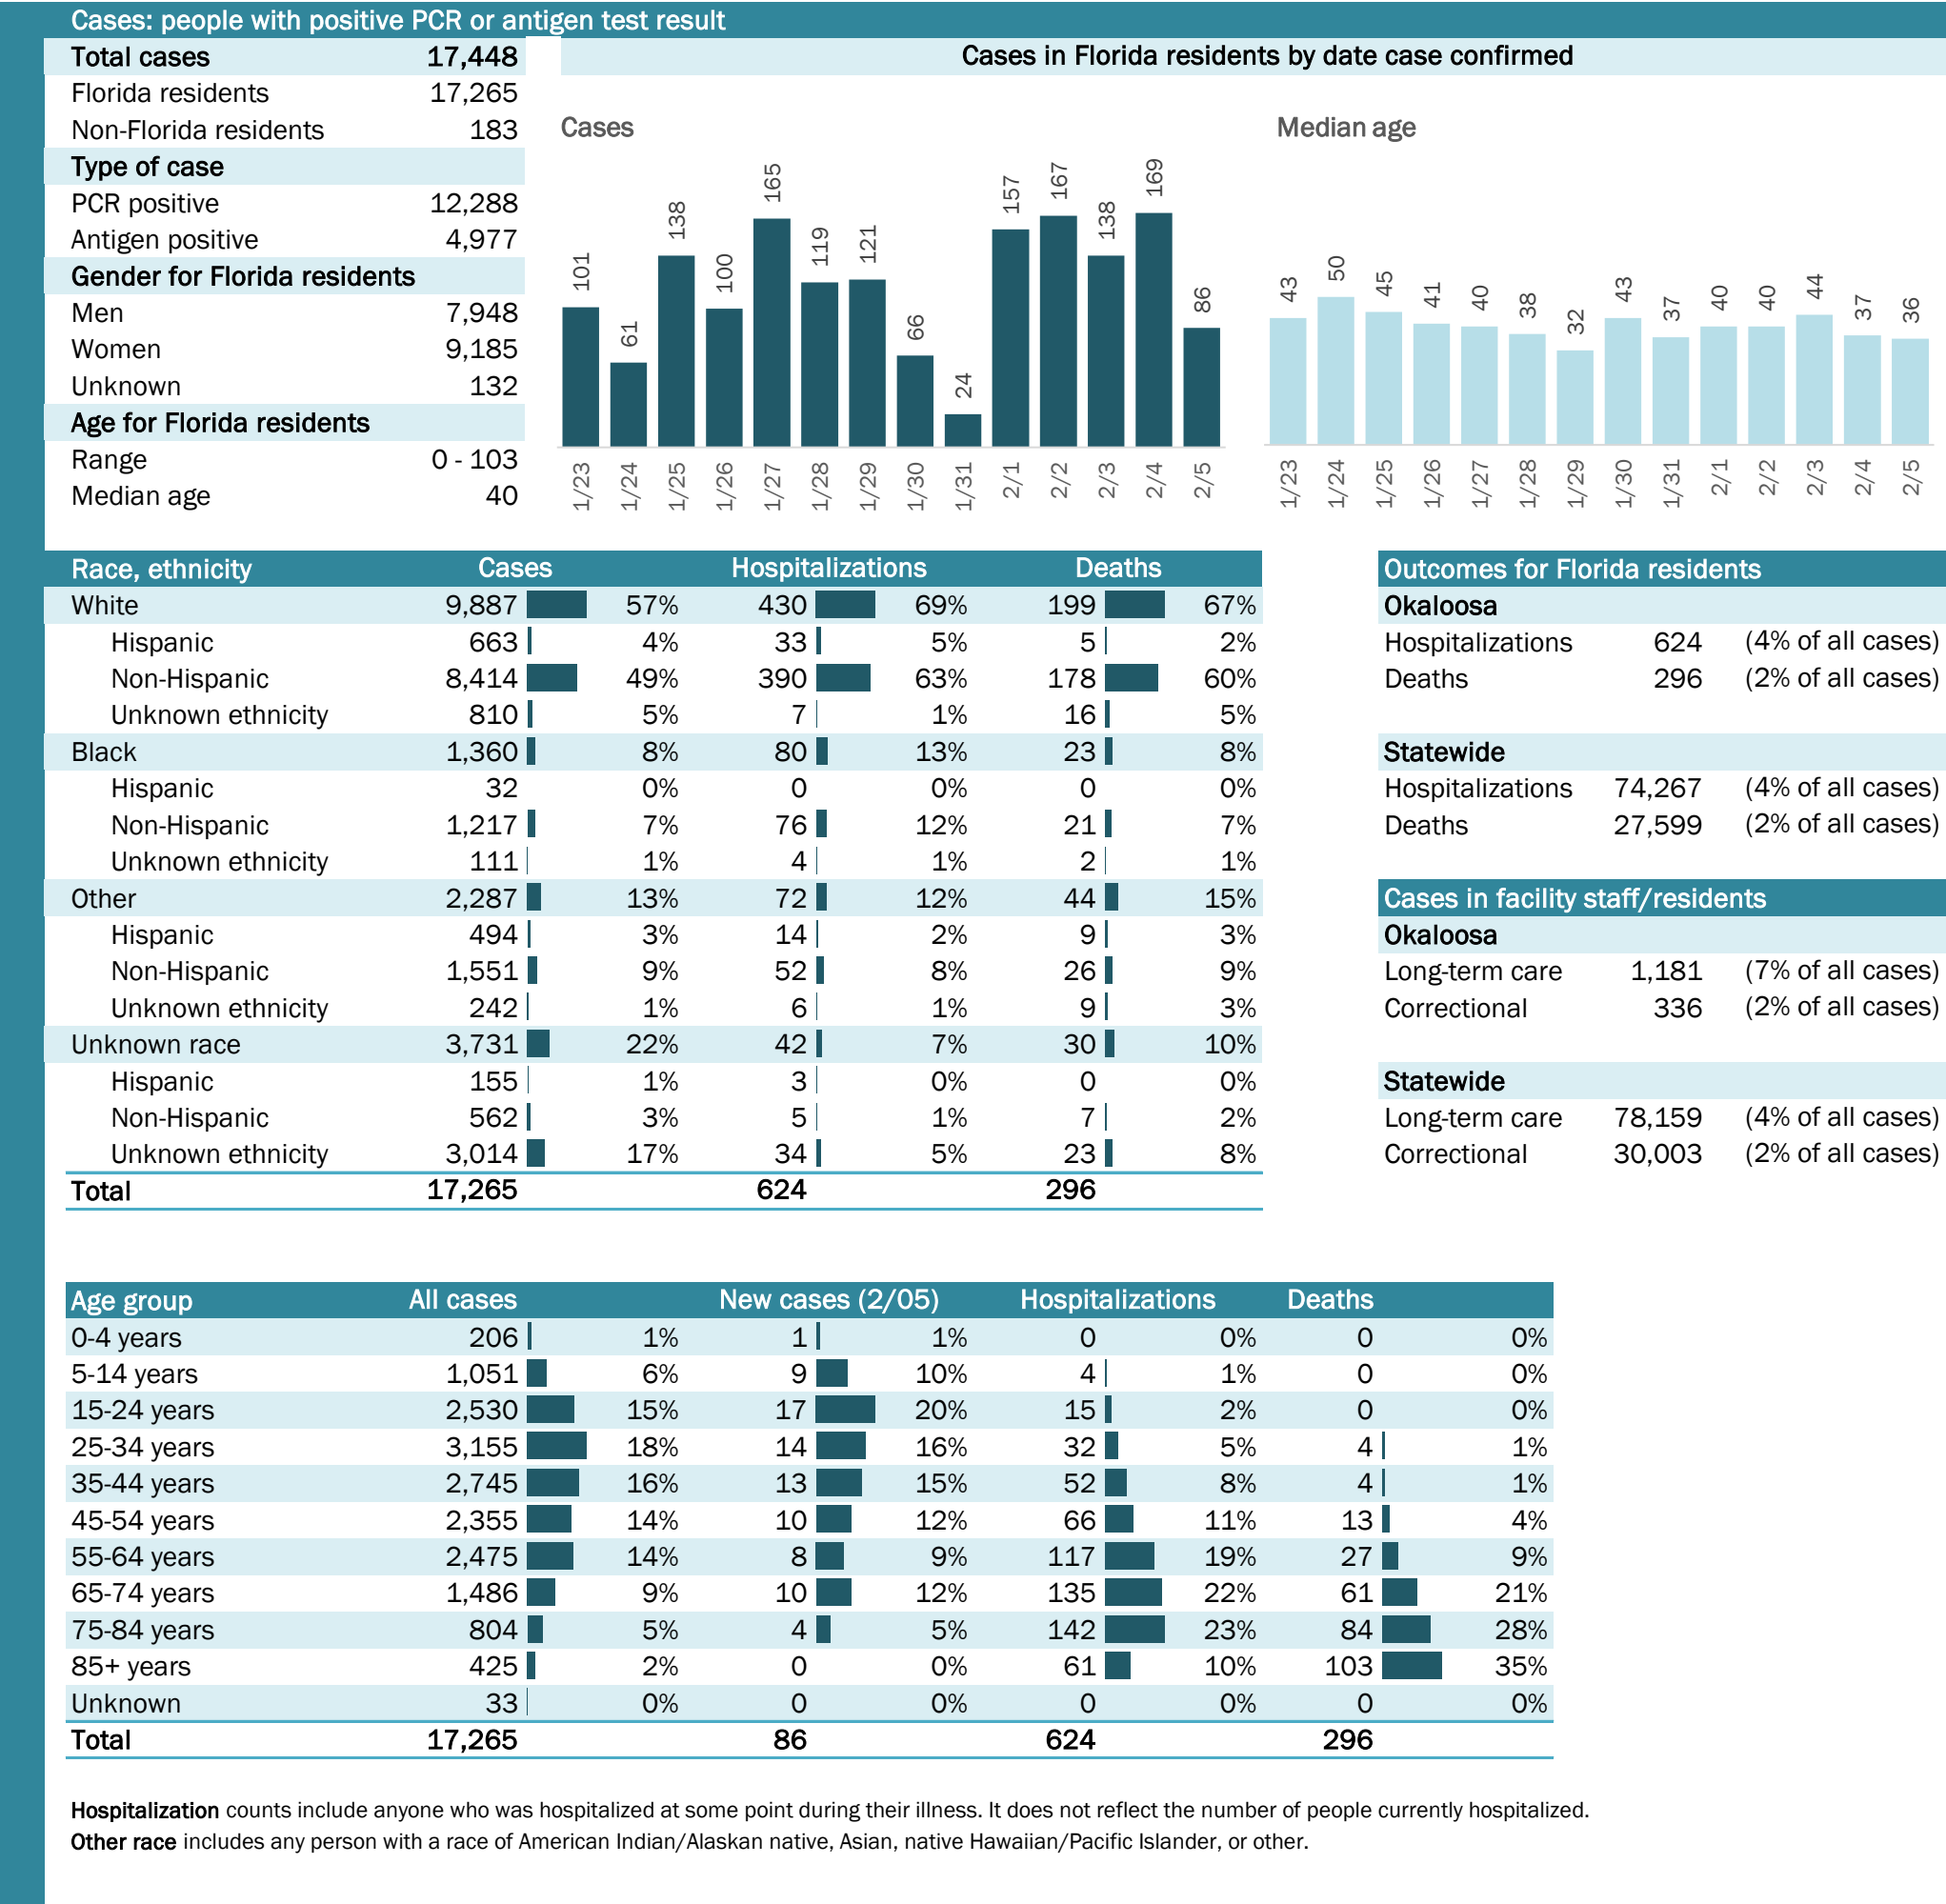 Cases: people with positive PCR or antigen test result
Total cases 17,448
Florida residents 17,265
Non-Florida residents 183
Type of case
PCR positive 12,288
Antigen positive 4,977
Gender for Florida residents
Men 7,948
Women 9,185
Unknown 132
Age for Florida residents
Range 0 - 103
Median age 40
Cases in Florida residents by date case confirmed
Cases
101 61 138 100 165 119 121 66 24 157 167 138 169 86
1/23 1/24 1/25 1/26 1/27 1/28 1/29 1/30 1/31 2/1 2/2 2/3 2/4 2/5
Median age
43 50 45 41 40 38 32 43 37 40 40 44 37 36
1/23 1/24 1/25 1/26 1/27 1/28 1/29 1/30 1/31 2/1 2/2 2/3 2/4 2/5
Race, ethnicity Cases Hospitalizations Deaths
White 9,887 57% 430 69% 199 67%
Hispanic 663 4% 33 5% 5 2%
Non-Hispanic 8,414 49% 390 63% 178 60%
Unknown ethnicity 810 5% 7 1% 16 5%
Black 1,360 8% 80 13% 23 8%
Hispanic 32 0% 0 0% 0 0%
Non-Hispanic 1,217 7% 76 12% 21 7%
Unknown ethnicity 111 1% 4 1% 2 1%
Other 2,287 13% 72 12% 44 15%
Hispanic 494 3% 14 2% 9 3%
Non-Hispanic 1,551 9% 52 8% 26 9%
Unknown ethnicity 242 1% 6 1% 9 3%
Unknown race 3,731 22% 42 7% 30 10%
Hispanic 155 1% 3 0% 0 0%
Non-Hispanic 562 3% 5 1% 7 2%
Unknown ethnicity 3,014 17% 34 5% 23 8%
Total 17,265 624 296
Outcomes for Florida residents
Okaloosa
Hospitalizations 624 (4% of all cases)
Deaths 296 (2% of all cases)
Statewide
Hospitalizations 74,267 (4% of all cases)
Deaths 27,599 (2% of all cases)
Cases in facility staff/residents
Okaloosa
Long-term care 1,181 (7% of all cases)
Correctional 336 (2% of all cases)
Statewide
Long-term care 78,159 (4% of all cases)
Correctional 30,003 (2% of all cases)
Age group All cases New cases (2/05) Hospitalizations Deaths
0-4 years 206 1% 1 1% 0 0% 0 0%
5-14 years 1,051 6% 9 10% 4 1% 0 0%
15-24 years 2,530 15% 17 20% 15 2% 0 0%
25-34 years 3,155 18% 14 16% 32 5% 4 1%
35-44 years 2,745 16% 13 15% 52 8% 4 1%
45-54 years 2,355 14% 10 12% 66 11% 13 4%
55-64 years 2,475 14% 8 9% 117 19% 27 9%
65-74 years 1,486 9% 10 12% 135 22% 61 21%
75-84 years 804 5% 4 5% 142 23% 84 28%
85+ years 425 2% 0 0% 61 10% 103 35%
Unknown 33 0% 0 0% 0 0% 0 0%
Total 17,265 86 624 296
Hospitalization counts include anyone who was hospitalized at some point during their illness. It does not reflect the number of people currently hospitalized.
Other race includes any person with a race of American Indian/Alaskan native, Asian, native Hawaiian/Pacific Islander, or other.